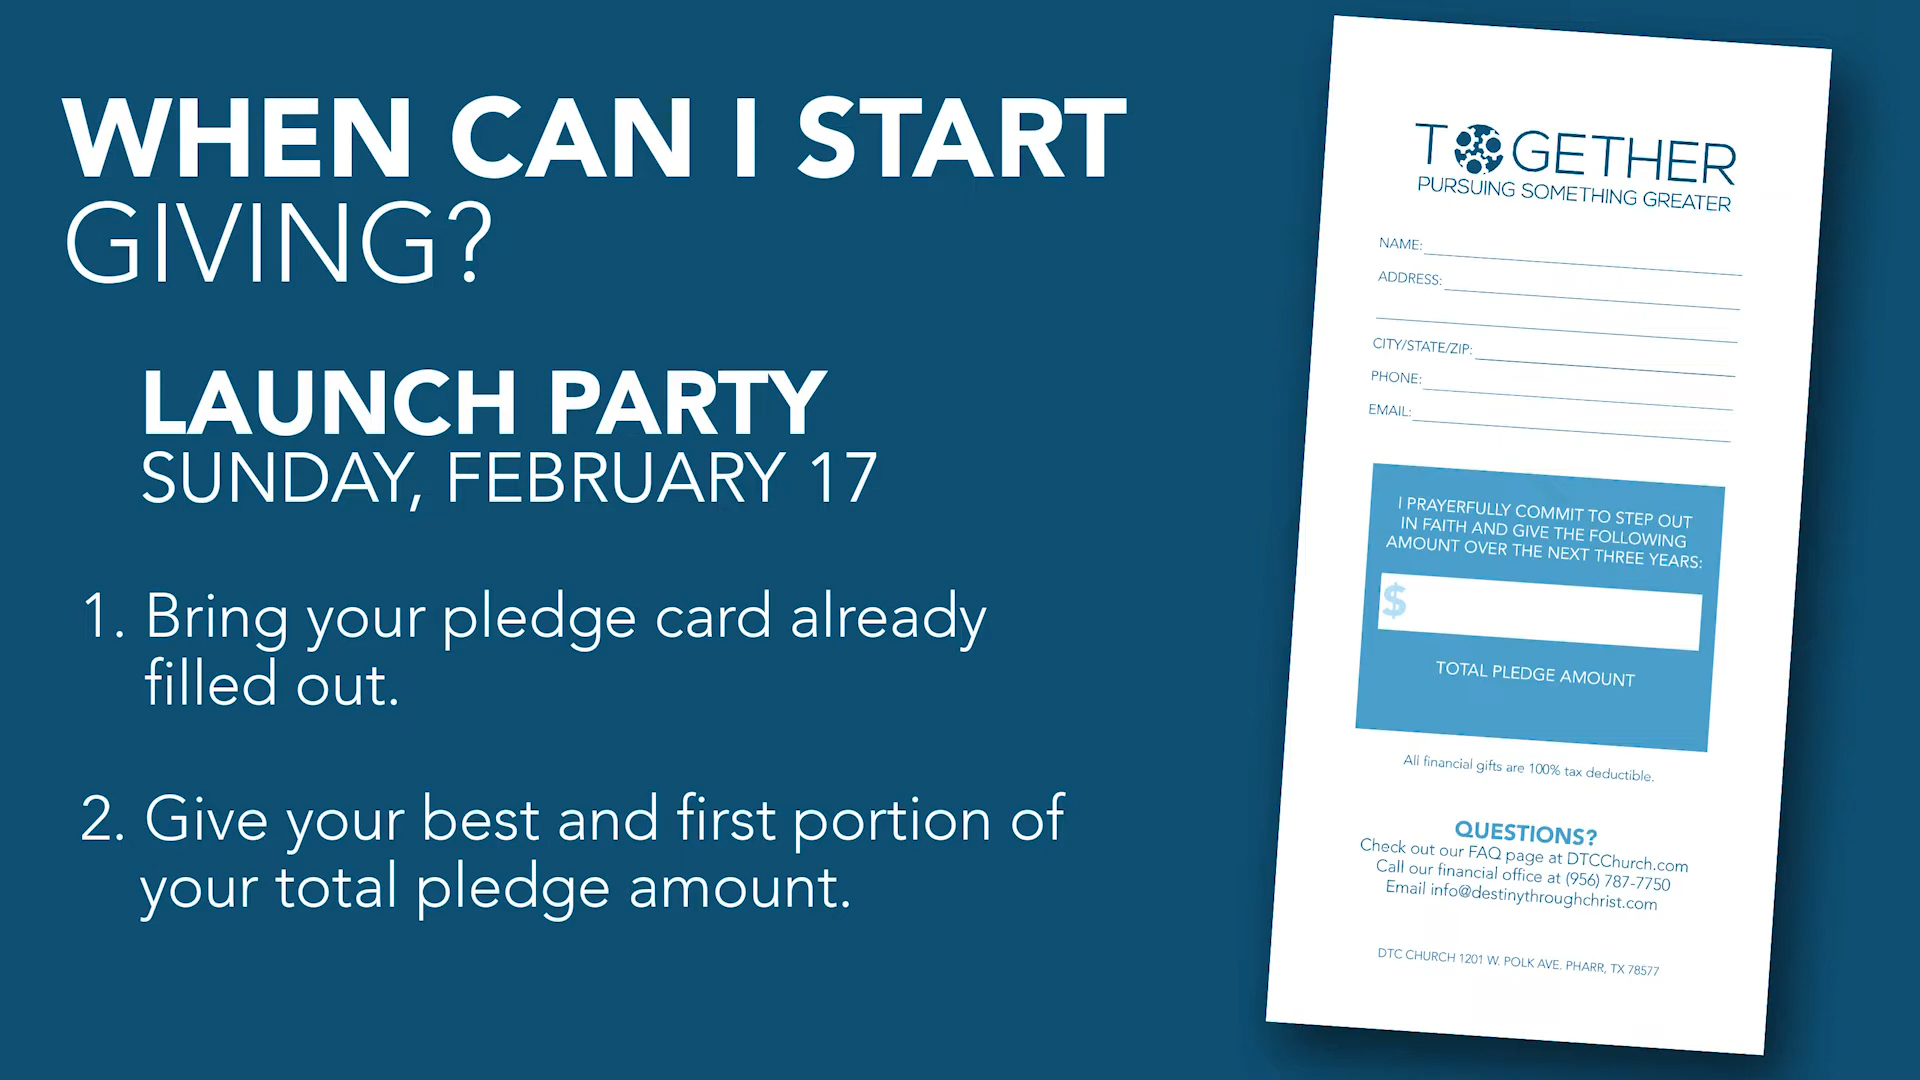 WHEN CAN I START
GIVING?
LAUNCH PARTY
SUNDAY, FEBRUARY 17
1. Bring your pledge card already
filled out.
2. Give your best and first portion of
your total pledge amount.
TOGETHER
PURSUING SOMETHING GREATER
NAME:
ADDRESS:
CITY/STATE/ZIP:
PHONE:
EMAIL:
I PRAYERFULLY COMMIT TO STEP OUT
IN FAITH AND GIVE THE FOLLOWING
AMOUNT OVER THE NEXT THREE YEARS:
$
TOTAL PLEDGE AMOUNT
All financial gifts are 100% tax deductible.
QUESTIONS?
Check out our FAQ page at DTCChurch.com
Call our financial office at (956) 787-7750
Email info@destinythroughchrist.com
DTC CHURCH 1201 W. POLK AVE. PHARR, TX 78577